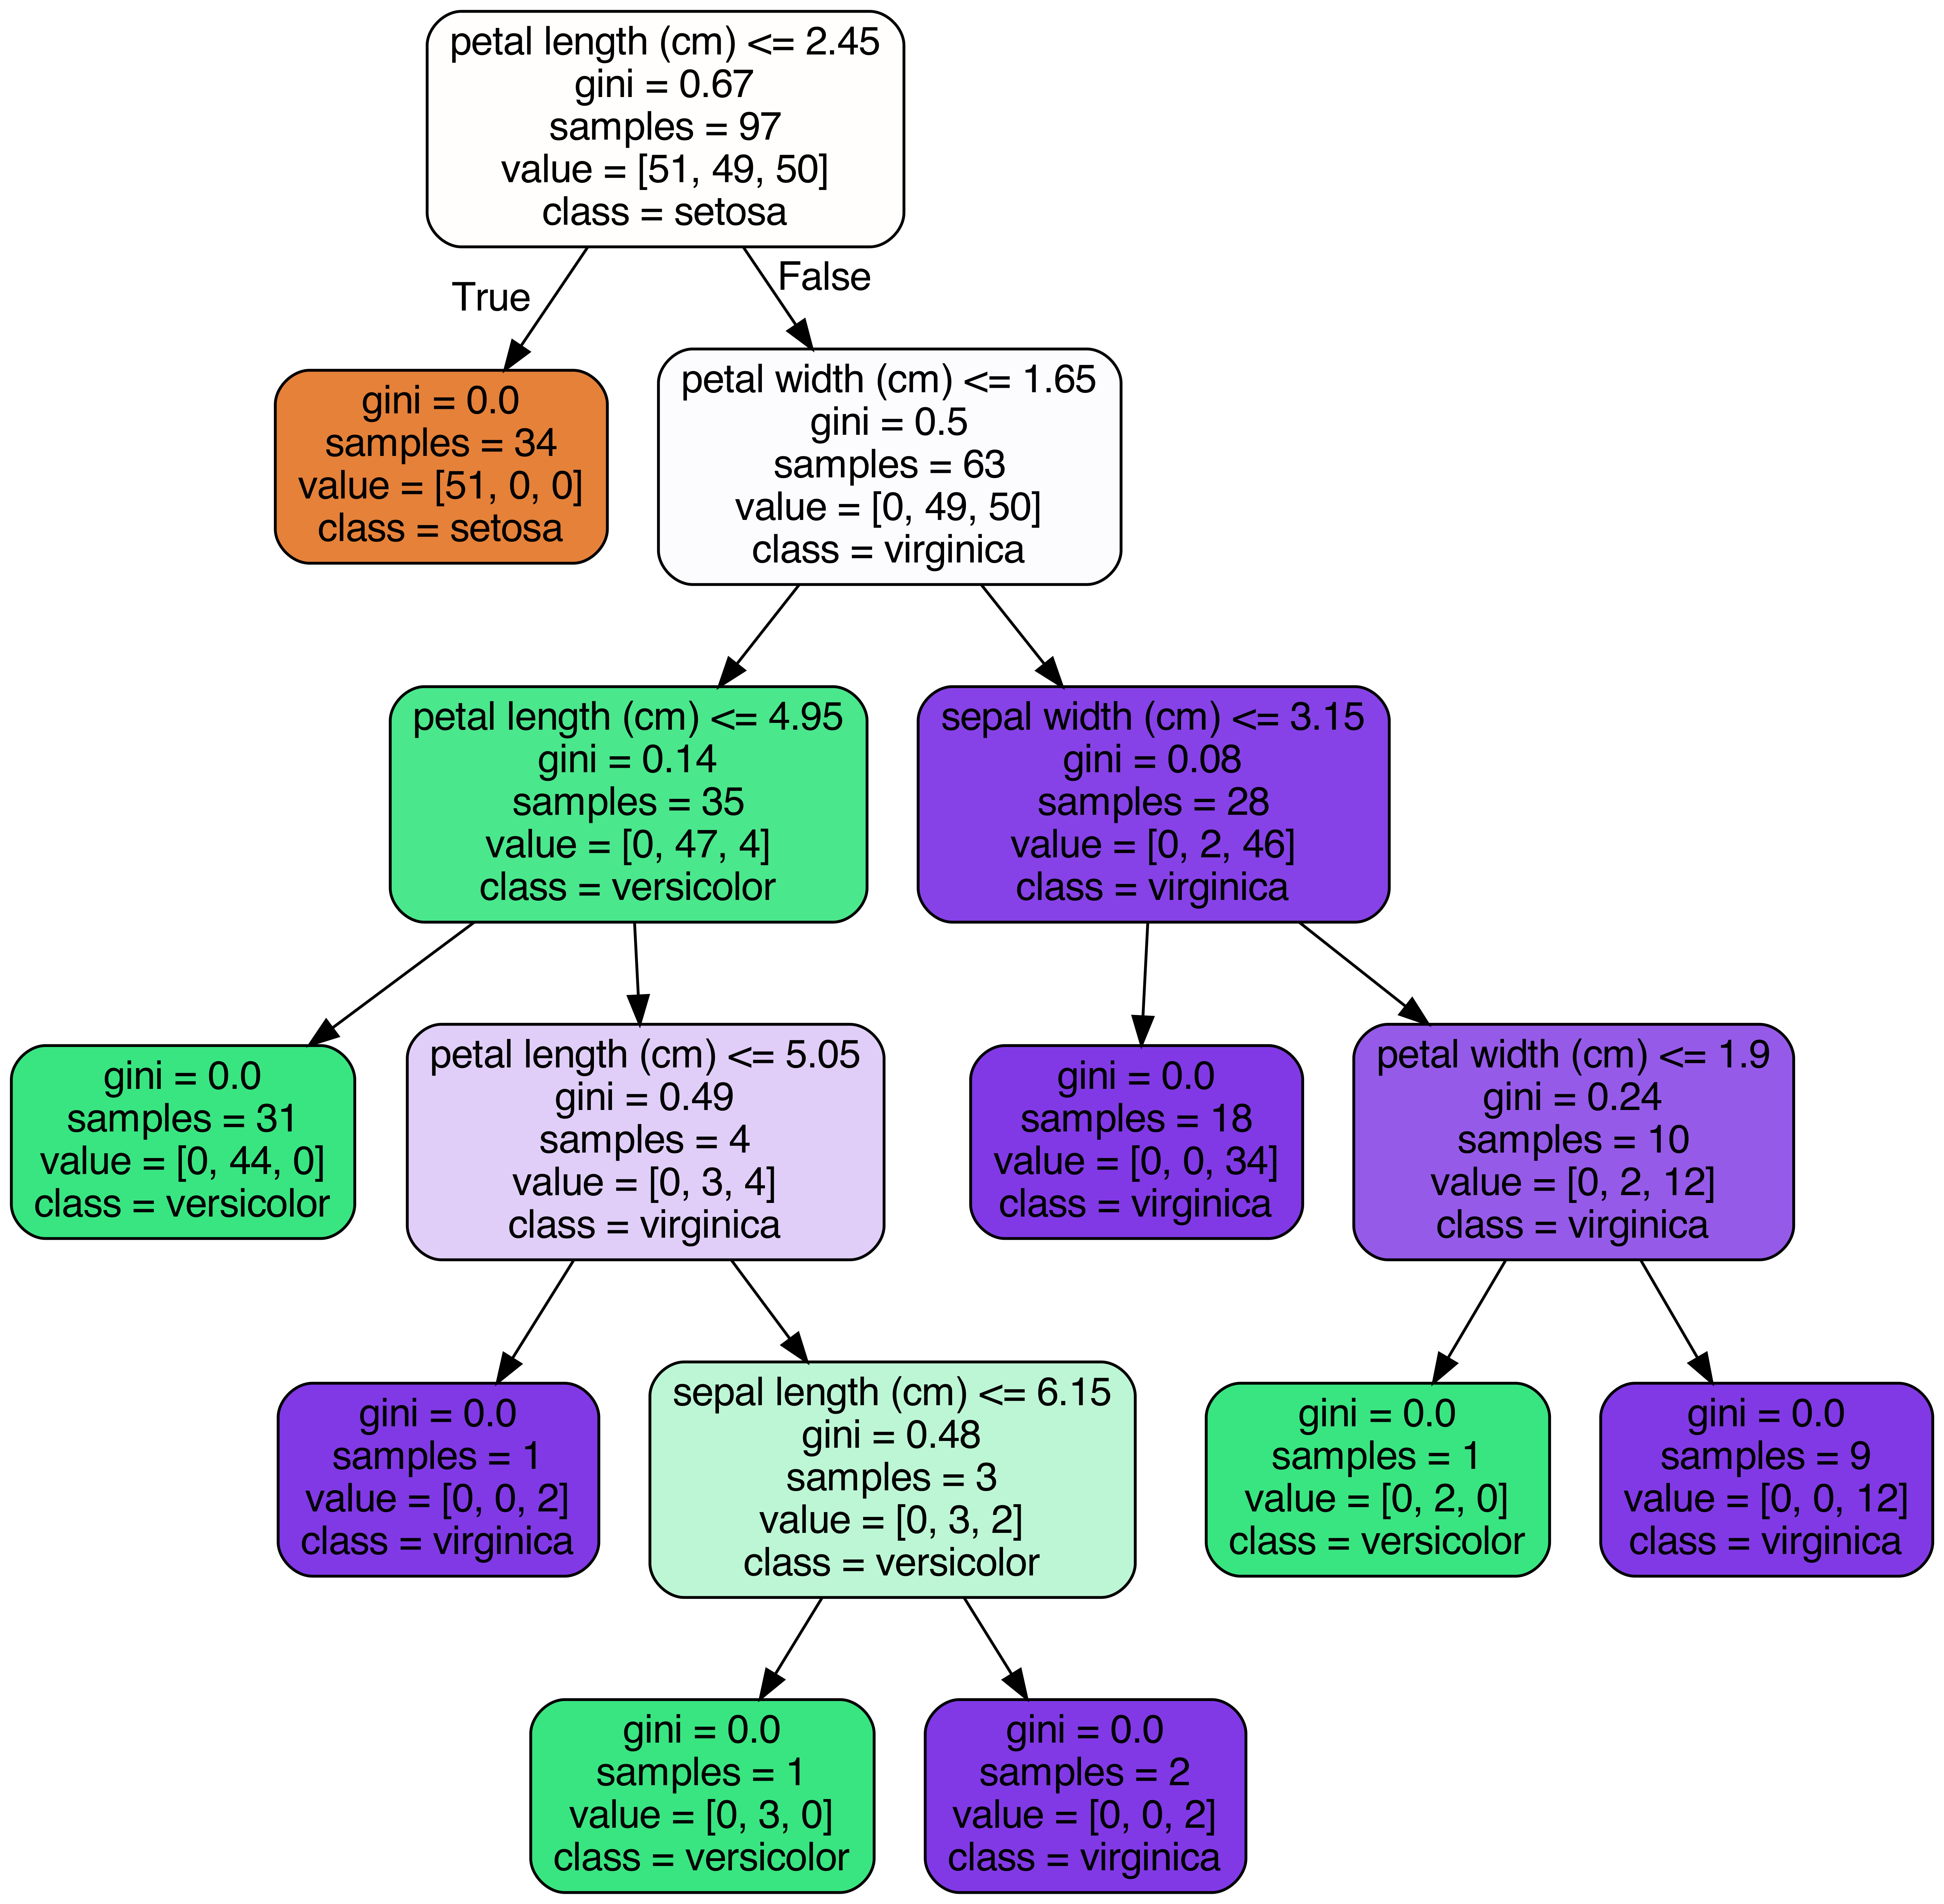 petal length (cm) <= 2.45
gini = 0.67
samples = 97
value = [51, 49, 50]
class = setosa
True
False
gini = 0.0
samples = 34
value = [51, 0, 0]
class = setosa
petal width (cm) <= 1.65
gini = 0.5
samples = 63
value = [0, 49, 50]
class = virginica
petal length (cm) <= 4.95
gini = 0.14
samples = 35
value = [0, 47, 4]
class = versicolor
sepal width (cm) <= 3.15
gini = 0.08
samples = 28
value = [0, 2, 46]
class = virginica
gini = 0.0
samples = 31
value = [0, 44, 0]
class = versicolor
petal length (cm) <= 5.05
gini = 0.49
samples = 4
value = [0, 3, 4]
class = virginica
gini = 0.0
samples = 18
value = [0, 0, 34]
class = virginica
petal width (cm) <= 1.9
gini = 0.24
samples = 10
value = [0, 2, 12]
class = virginica
gini = 0.0
samples = 1
value = [0, 0, 2]
class = virginica
sepal length (cm) <= 6.15
gini = 0.48
samples = 3
value = [0, 3, 2]
class = versicolor
gini = 0.0
samples = 1
value = [0, 2, 0]
class = versicolor
gini = 0.0
samples = 9
value = [0, 0, 12]
class = virginica
gini = 0.0
samples = 1
value = [0, 3, 0]
class = versicolor
gini = 0.0
samples = 2
value = [0, 0, 2]
class = virginica